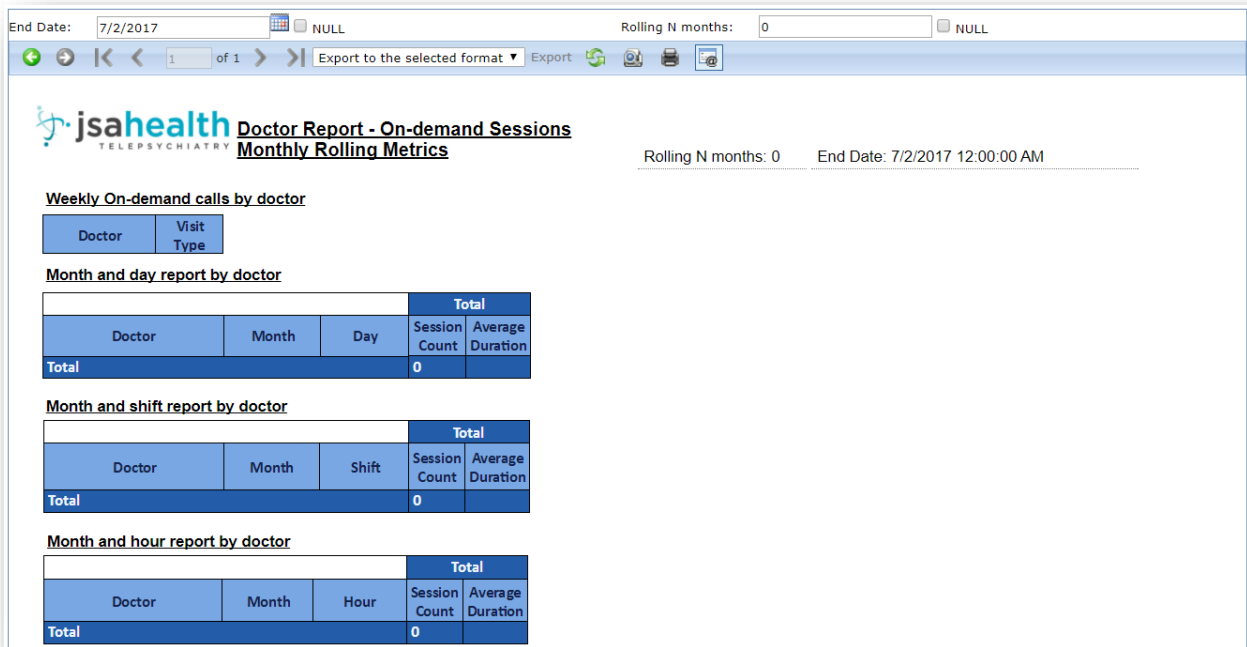 End Date: 7/2/2017 NULL Rolling N months: 0 NULL
1 of 1 Export to the selected format Export
jsahealth
TELEPSYCHIATRY
Doctor Report - On-demand Sessions
Monthly Rolling Metrics
Rolling N months: 0 End Date: 7/2/2017 12:00:00 AM
Weekly On-demand calls by doctor
Doctor Visit Type
Month and day report by doctor
Total
Doctor Month Day Session Count Average Duration
Total 0
Month and shift report by doctor
Total
Doctor Month Shift Session Count Average Duration
Total 0
Month and hour report by doctor
Total
Doctor Month Hour Session Count Average Duration
Total 0